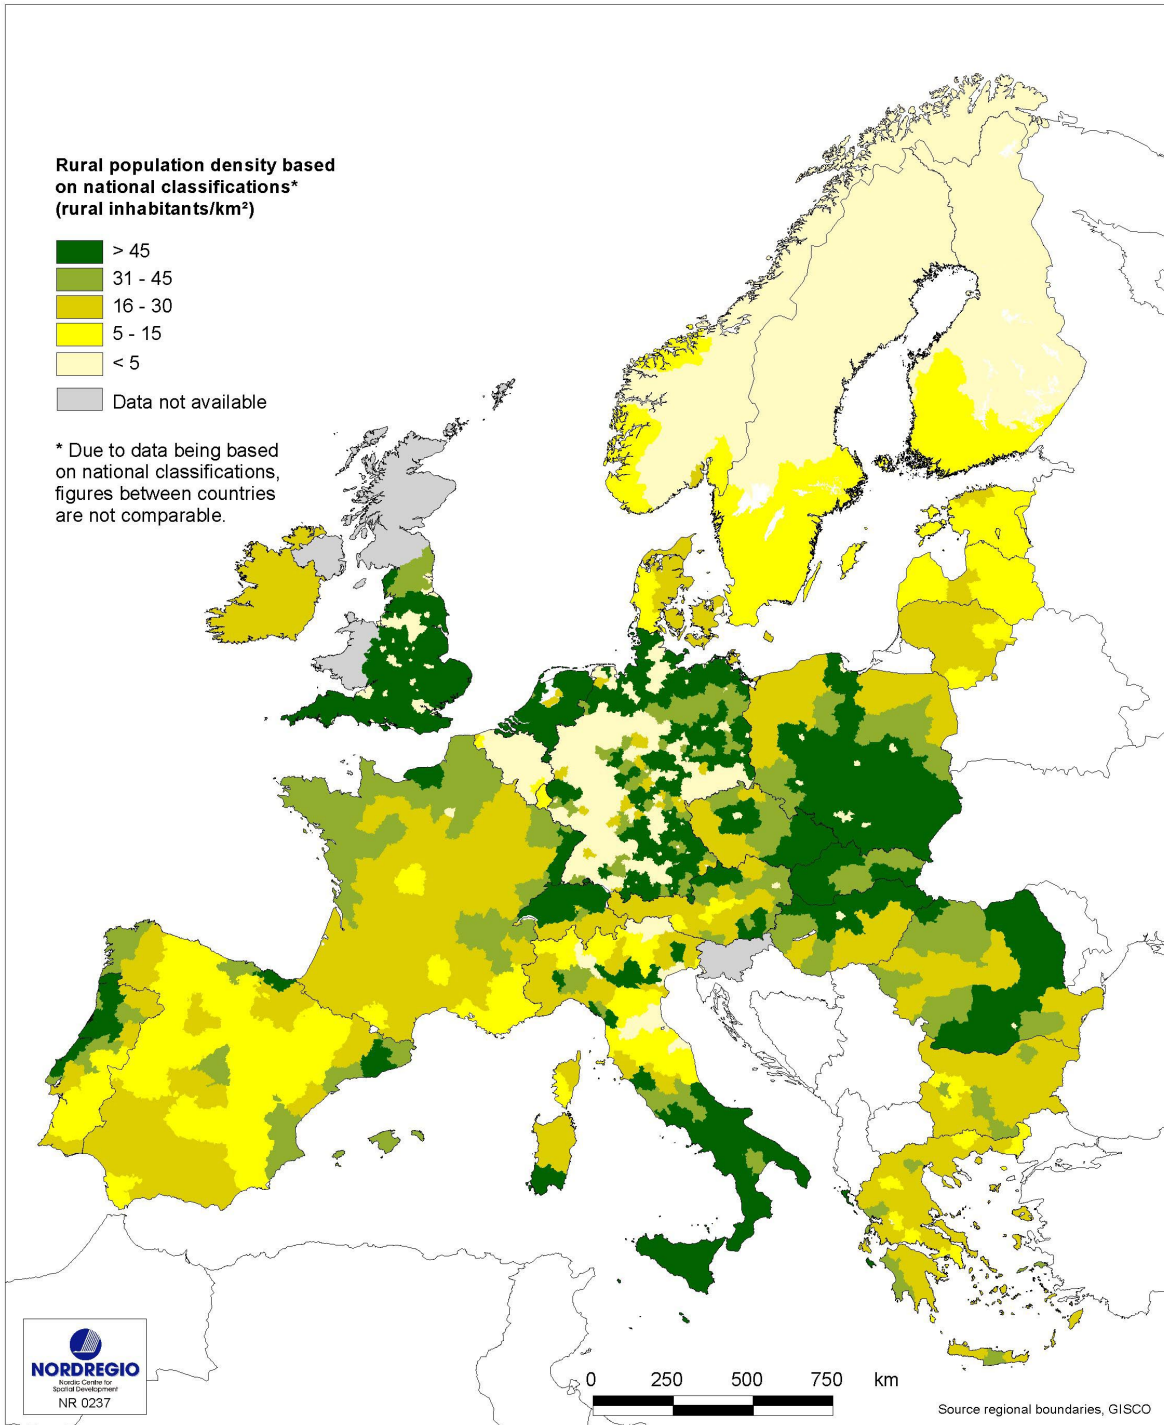 Rural population density based
on national classifications*
(rural inhabitants/km²)
> 45
31 - 45
16 - 30
5 - 15
< 5
Data not available
* Due to data being based
on national classifications,
figures between countries
are not comparable.
NORDREGIO
Nordic Centre for
Spatial Development
NR 0237
0 250 500 750 km
Source regional boundaries, GISCO